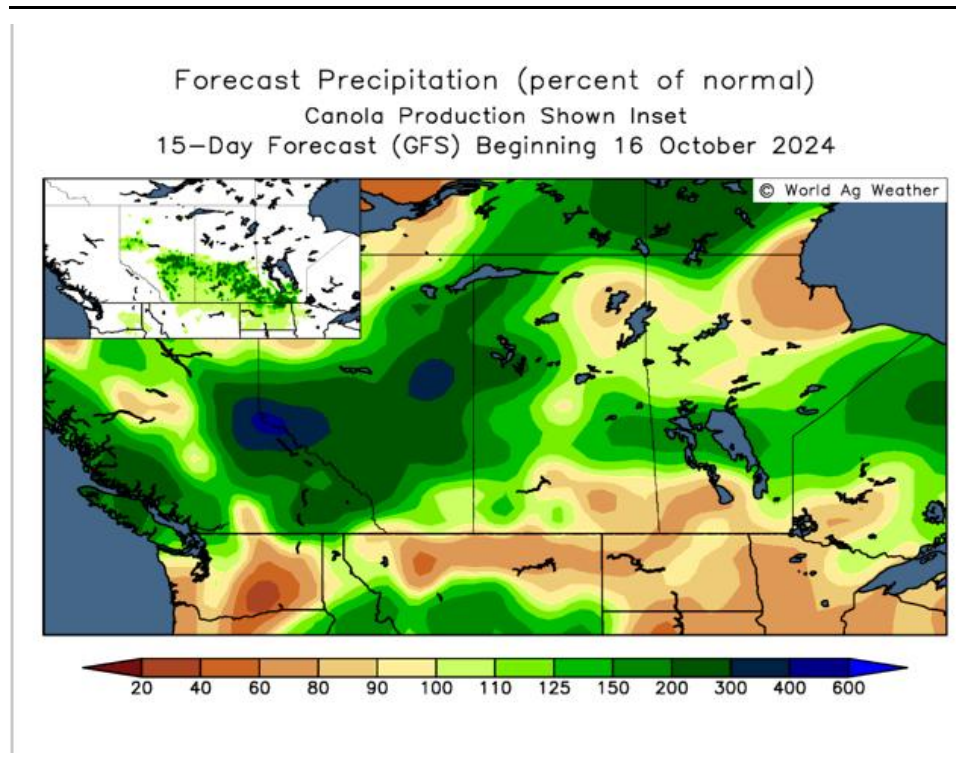 Forecast Precipitation (percent of normal)
Canola Production Shown Inset
15-Day Forecast (GFS) Beginning 16 October 2024
© World Ag Weather
20 40 60 80 90 100 110 125 150 200 300 400 600